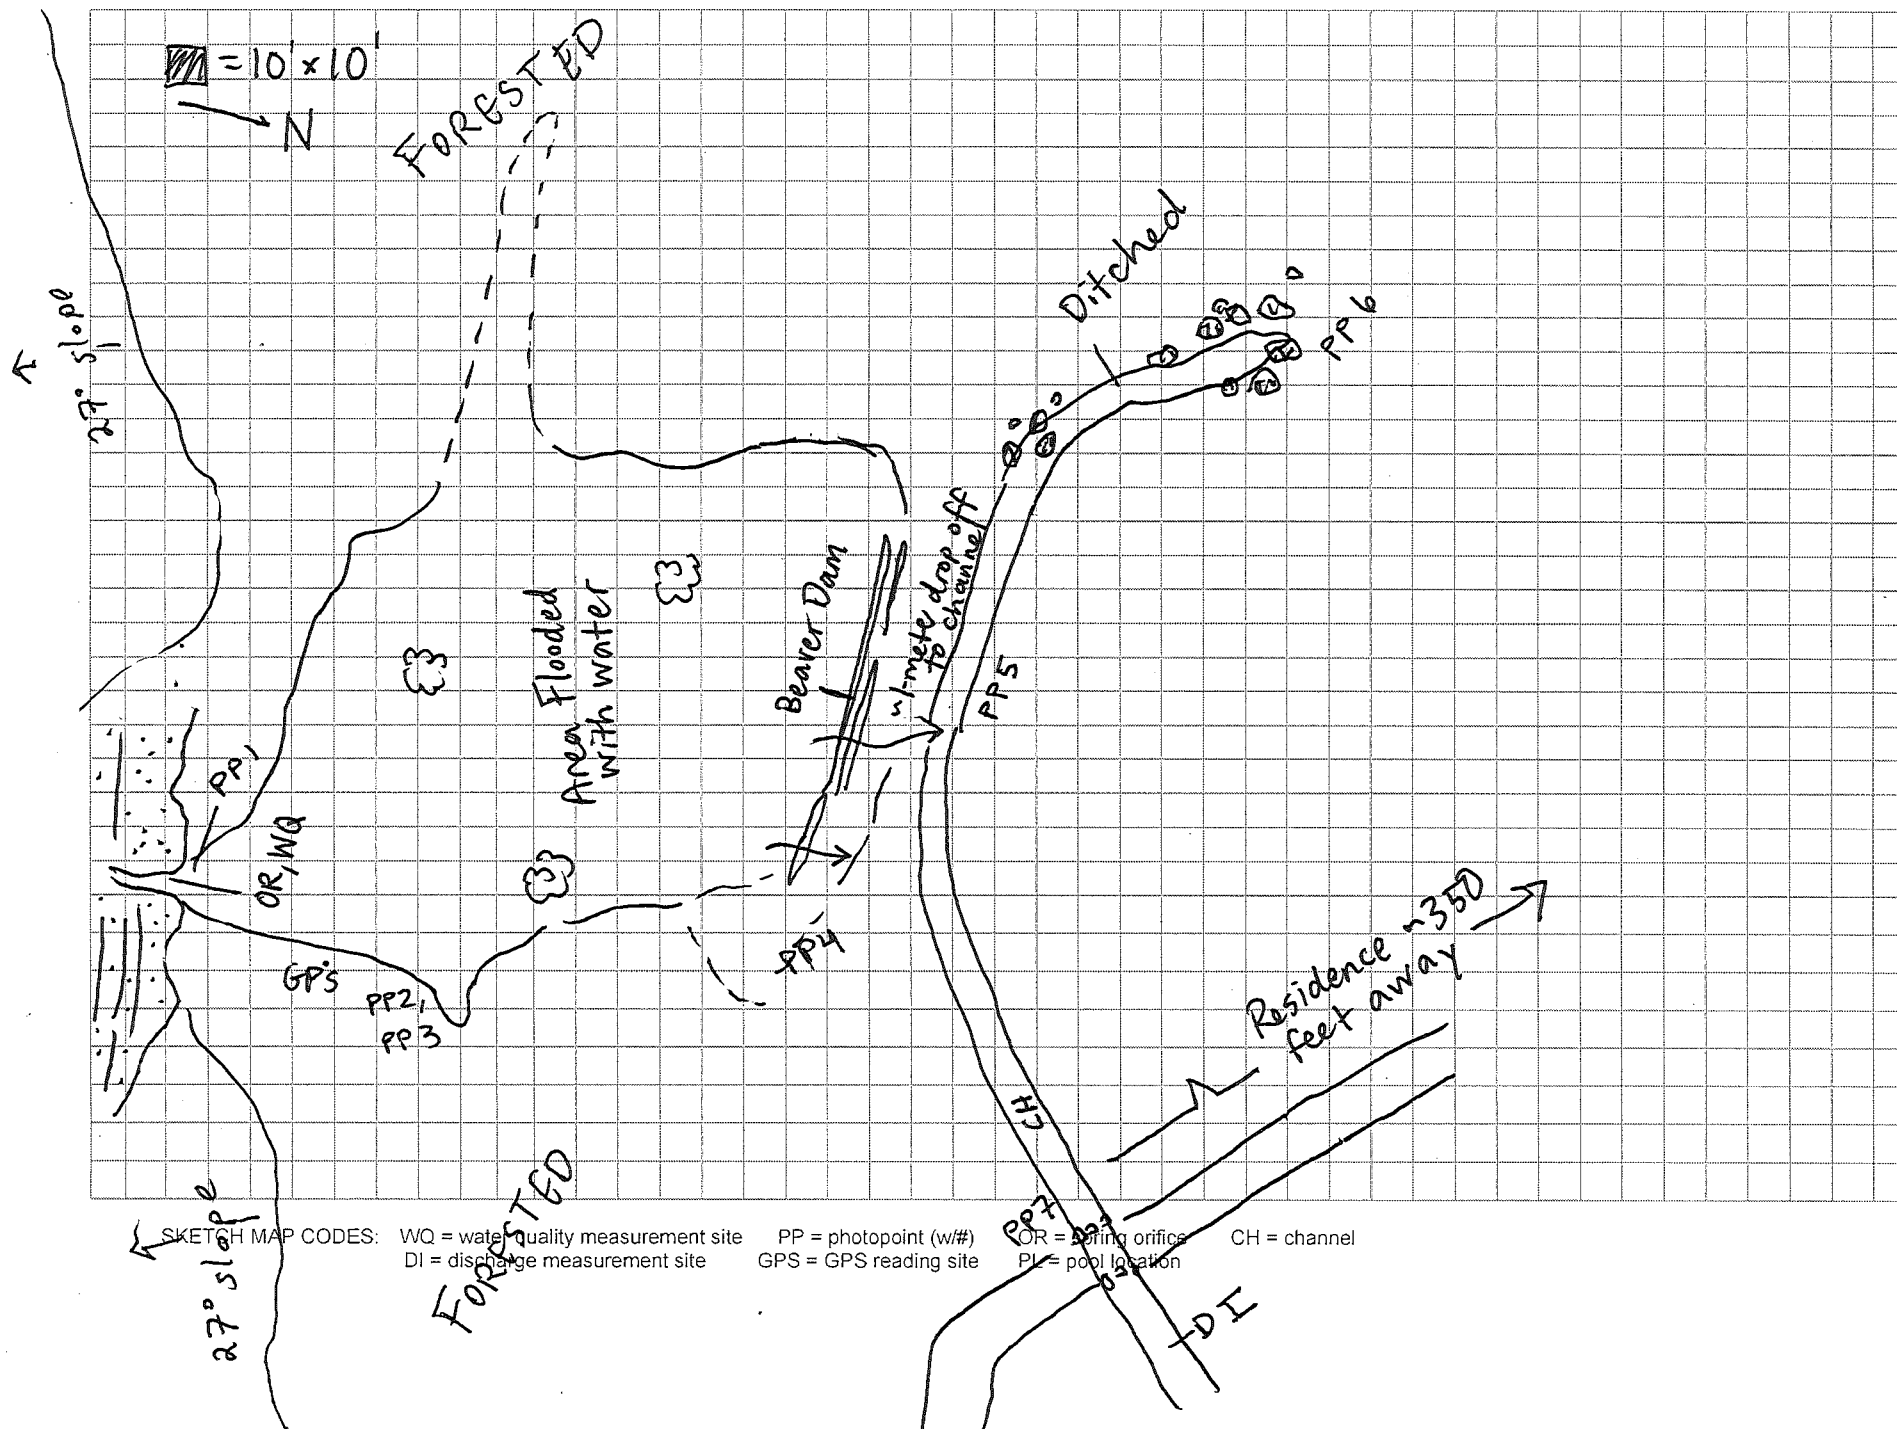 = 10' x 10'
N
FORESTED
27° slope
Ditched
PP6
Beaver Dam
~1-mete drop off
to channel
Area Flooded
with water
PP5
PP1
OR, WQ
GPS
PP2,
PP3
PP4
Residence ~350
feet away
CH
PP7
DI
27° slope
FORESTED
SKETCH MAP CODES: WQ = water quality measurement site PP = photopoint (w/#) OR = spring orifice CH = channel
DI = discharge measurement site GPS = GPS reading site PL = pool location